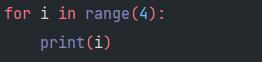 for i in range(4):
    print(i)